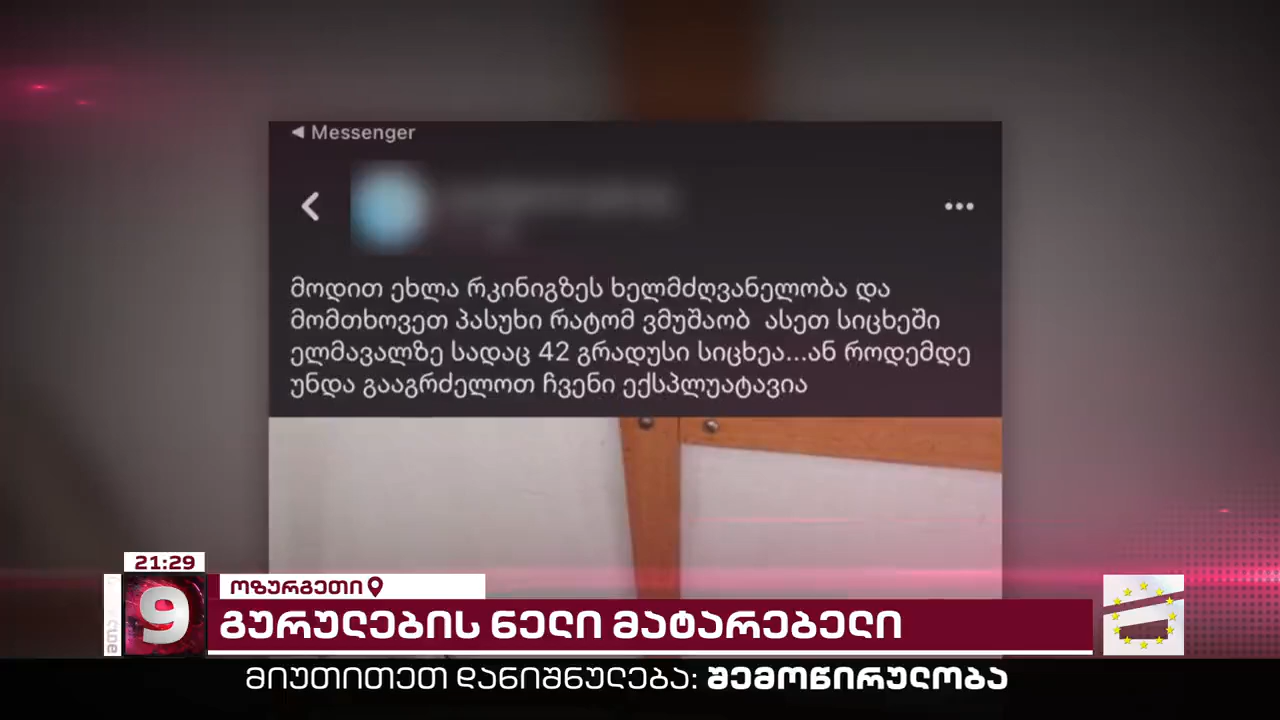 Messenger
მოდით ეხლა რკინიგზეს ხელმძღვანელობა და
მომთხოვეთ პასუხი რატომ ვმუშაობ ასეთ სიცხეში
ელმავალზე სადაც 42 გრადუსი სიცხეა...ან როდემდე
უნდა გააგრძელოთ ჩვენი ექსპლუატავია
21:29
ოზურგეთი
9
გურულების ნელი მატარებელი
მიუთითეთ დანიშნულება: შემოწირულობა